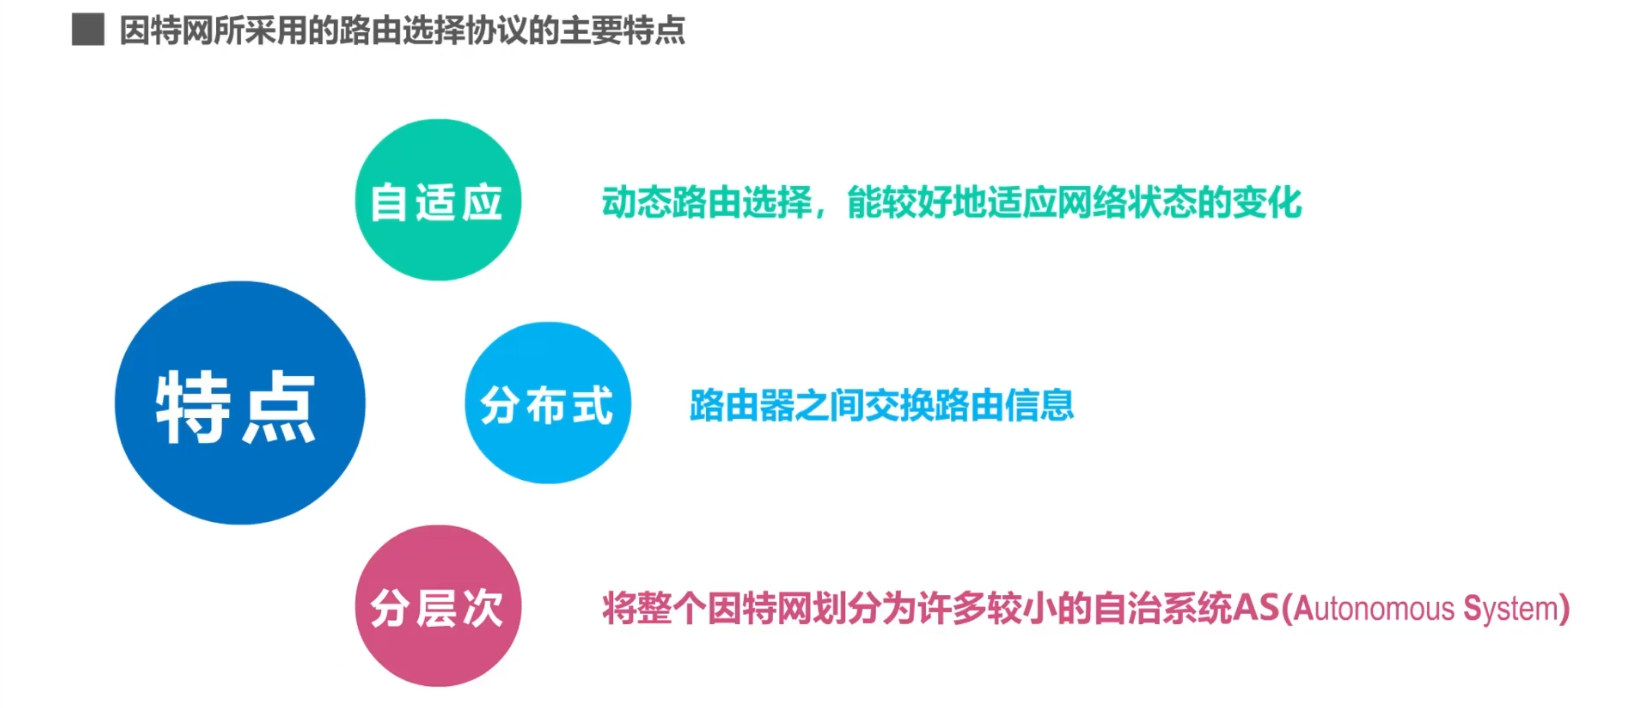 因特网所采用的路由选择协议的主要特点
自适应
动态路由选择，能较好地适应网络状态的变化
特点
分布式
路由器之间交换路由信息
分层次
将整个因特网划分为许多较小的自治系统AS(Autonomous System)